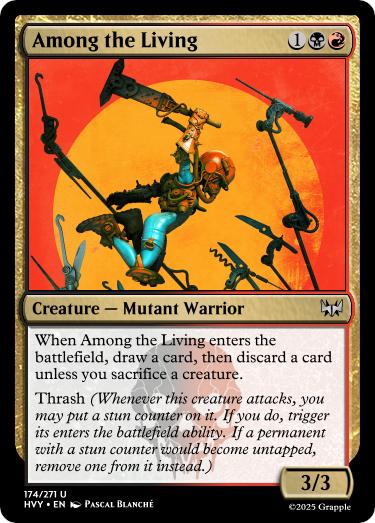 Among the Living 1
Creature — Mutant Warrior
When Among the Living enters the
battlefield, draw a card, then discard a card
unless you sacrifice a creature.
Thrash (Whenever this creature attacks, you
may put a stun counter on it. If you do, trigger
its enters the battlefield ability. If a permanent
with a stun counter would become untapped,
remove one from it instead.)
3/3
174/271 U
HVY • EN Pascal Blanché
©2025 Grapple